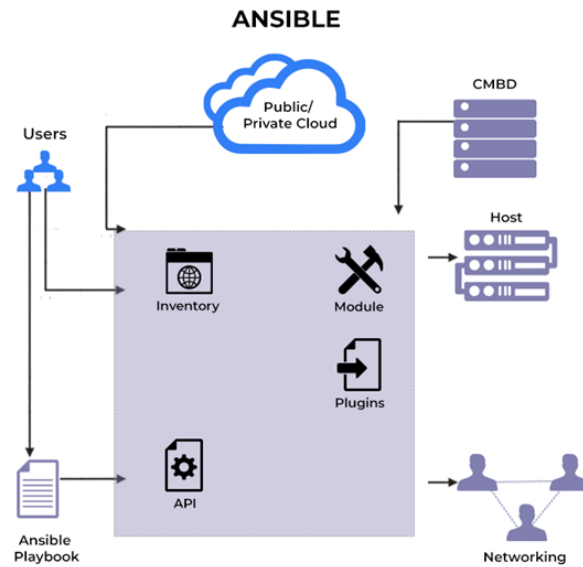 ANSIBLE
Public/
Private Cloud
CMBD
Users
Host
Inventory
Module
Plugins
API
Ansible
Playbook
Networking